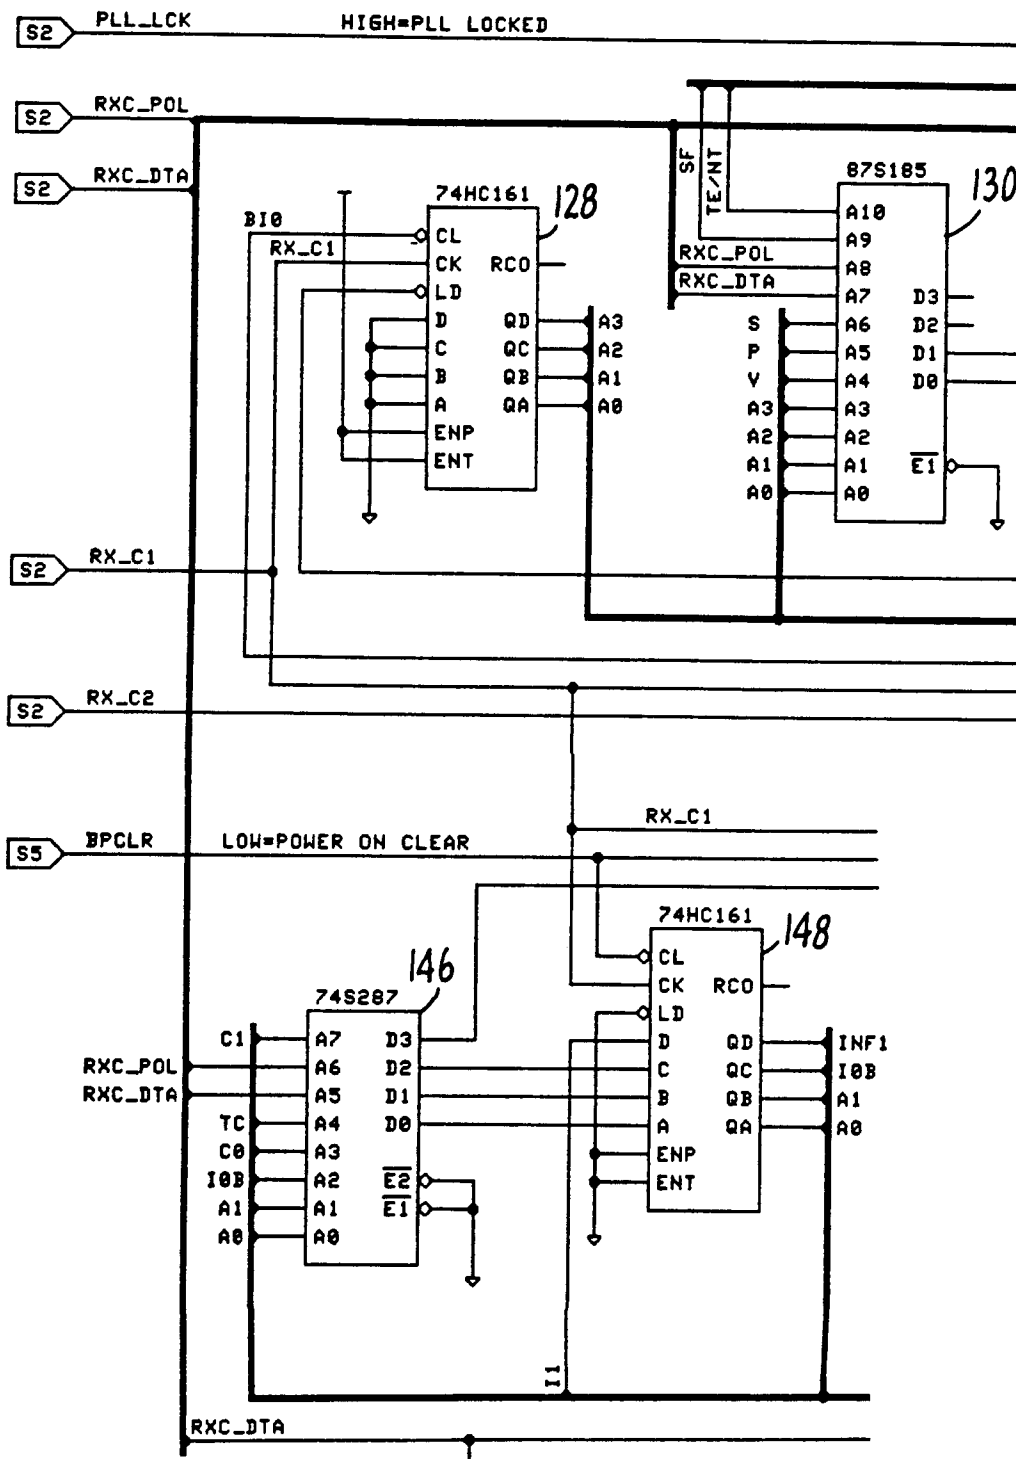 S2 PLL_LCK HIGH=PLL LOCKED
S2 RXC_POL
S2 RXC_DTA
SF
TE/NT
74HC161 128
BI0 CL
RX_C1 CK RCO
LD
D QD A3
C QC A2
B QB A1
A QA A0
ENP
ENT
87S185 130
A10
A9
RXC_POL A8
RXC_DTA A7 D3
S A6 D2
P A5 D1
V A4 D0
A3 A3
A2 A2
A1 A1 E1
A0 A0
S2 RX_C1
S2 RX_C2
RX_C1
S5 BPCLR LOW=POWER ON CLEAR
74HC161 148
CL
CK RCO
LD
D QD INF1
C QC I0B
B QB A1
A QA A0
ENP
ENT
74S287 146
C1 A7 D3
RXC_POL A6 D2
RXC_DTA A5 D1
TC A4 D0
C0 A3
I0B A2 E2
A1 A1 E1
A0 A0
I1
RXC_DTA